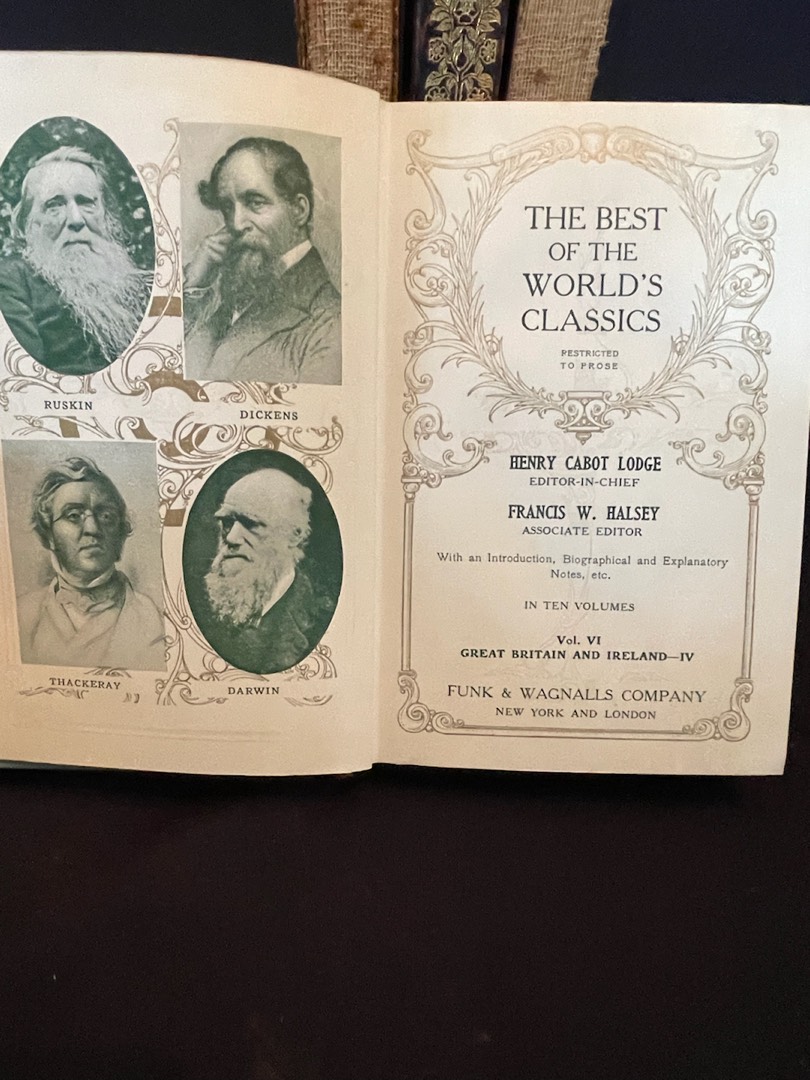 RUSKIN
DICKENS
THACKERAY
DARWIN
THE BEST
OF THE
WORLD'S
CLASSICS
RESTRICTED
TO PROSE
HENRY CABOT LODGE
EDITOR-IN-CHIEF
FRANCIS W. HALSEY
ASSOCIATE EDITOR
With an Introduction, Biographical and Explanatory
Notes, etc.
IN TEN VOLUMES
Vol. VI
GREAT BRITAIN AND IRELAND—IV
FUNK & WAGNALLS COMPANY
NEW YORK AND LONDON